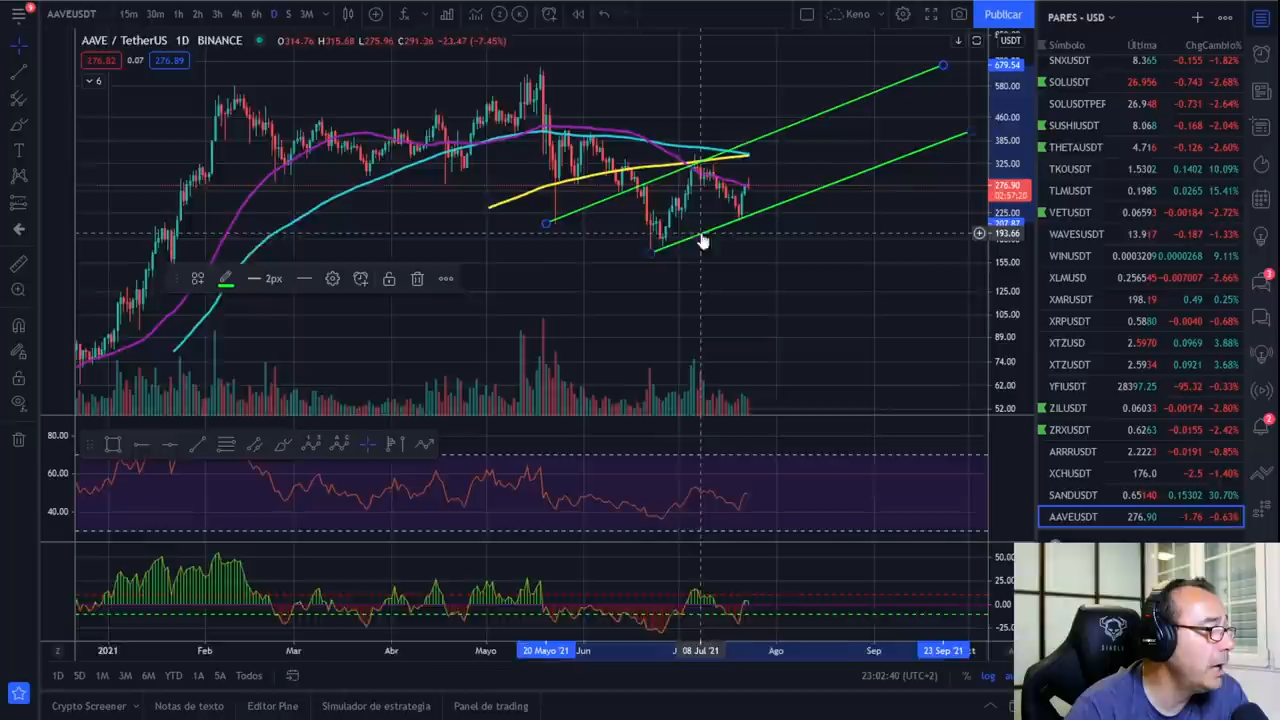 9
AAVEUSDT 15m 30m 1h 2h 3h 4h 6h D S 3M Keno Publicar
AAVE / TetherUS 1D BINANCE O314.76 H315.68 L275.96 C291.36 -23.47 (-7.45%)
276.82 0.07 276.89
6
USDT
679.54
580.00
460.00
385.00
325.00
276.90
02:57:20
225.00
207.87
193.66
155.00
125.00
105.00
89.00
74.00
62.00
52.00
2px
80.00
60.00
40.00
50.00
25.00
0.00
-25.00
2021 Feb Mar Abr Mayo 20 Mayo '21 Jun 08 Jul '21 Ago Sep 23 Sep '21
1D 5D 1M 3M 6M YTD 1A 5A Todos 23:02:40 (UTC+2) % log
Crypto Screener Notas de texto Editor Pine Simulador de estrategia Panel de trading
PARES - USD
Símbolo Última Chg Cambio%
SNXUSDT 8.365 -0.155 -1.82%
SOLUSDT 26.956 -0.743 -2.68%
SOLUSDTPER 26.948 -0.731 -2.64%
SUSHIUSDT 8.068 -0.168 -2.04%
THETAUSDT 4.716 -0.126 -2.60%
TKOUSDT 1.5302 0.1402 10.09%
TLMUSDT 0.1985 0.0265 15.41%
VETUSDT 0.06593 -0.00184 -2.72%
WAVESUSDT 13.917 -0.187 -1.33%
WINUSDT 0.0003209 0.0000268 9.11%
XLMUSD 0.256545 -0.007007 -2.66%
XMRUSDT 198.19 0.49 0.25%
XRPUSDT 0.5880 -0.0040 -0.68%
XTZUSD 2.5970 0.0969 3.88%
XTZUSDT 2.5934 0.0921 3.68%
YFIUSDT 28397.25 -95.32 -0.33%
ZILUSDT 0.06033 -0.00174 -2.80%
ZRXUSDT 0.6263 -0.0155 -2.42%
ARRRUSDT 2.2223 -0.0191 -0.85%
XCHUSDT 176.0 -2.5 -1.40%
SANDUSDT 0.65140 0.15302 30.70%
AAVEUSDT 276.90 -1.76 -0.63%
3
2